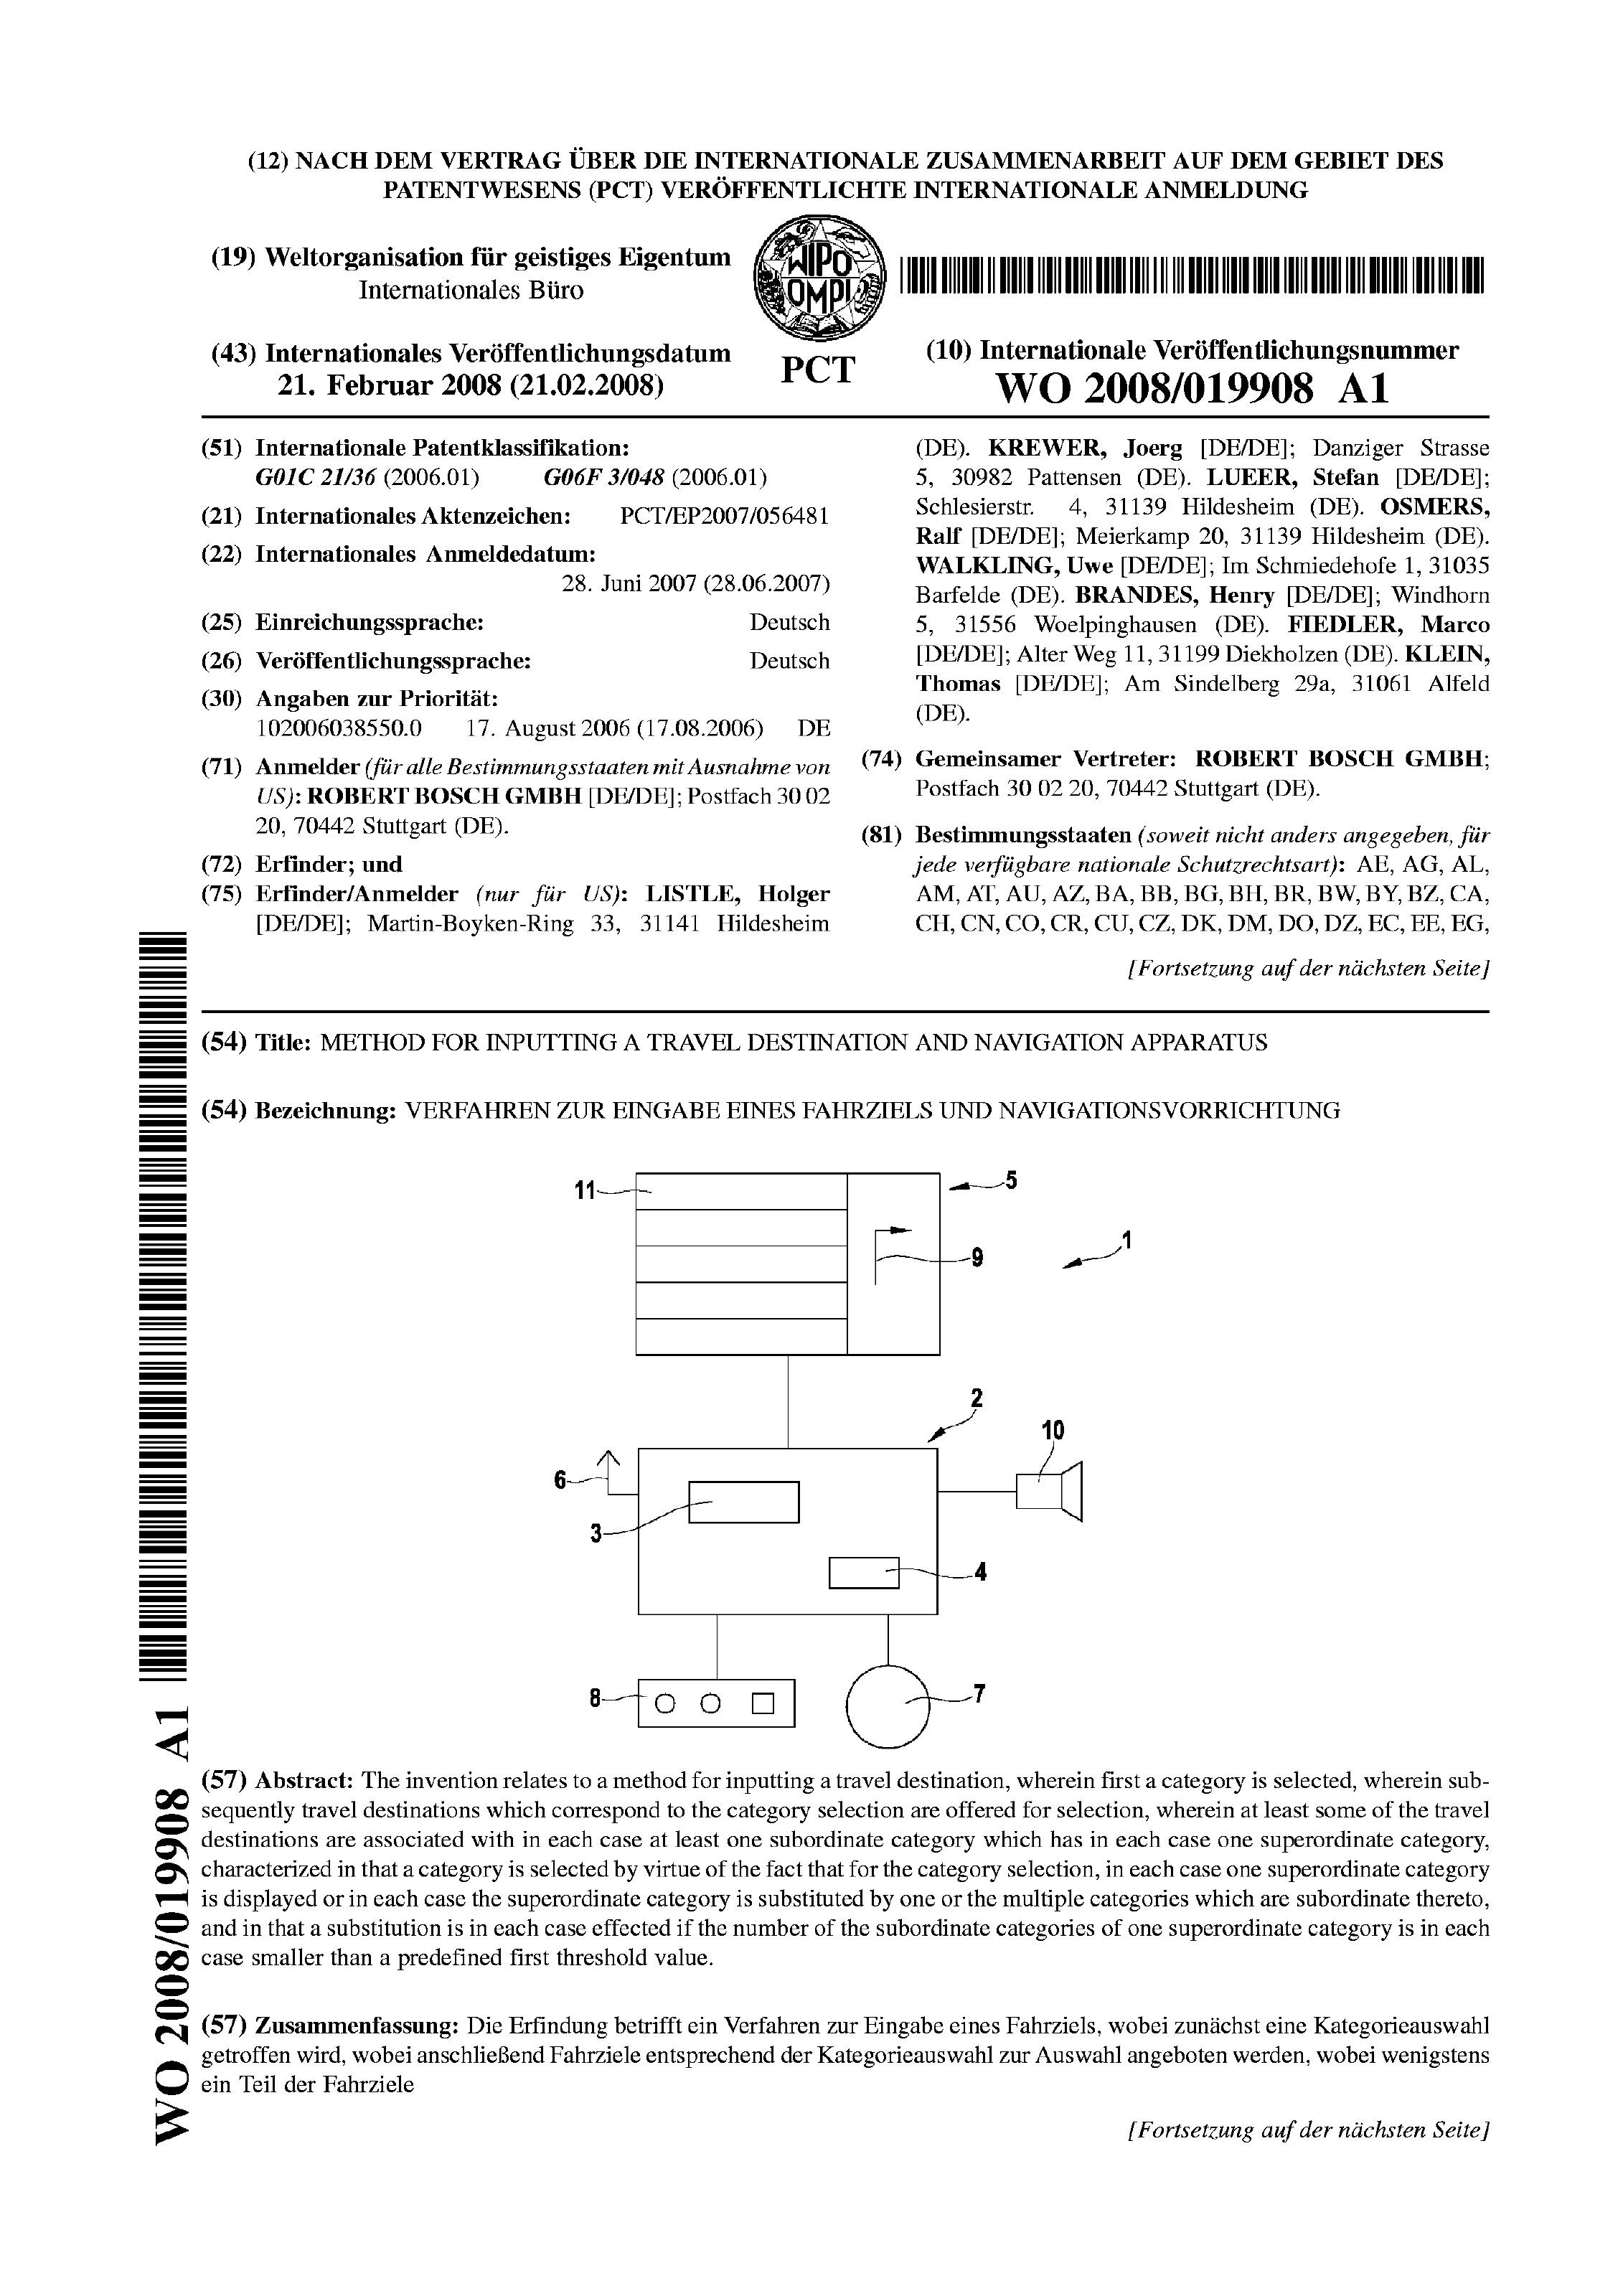 (12) NACH DEM VERTRAG ÜBER DIE INTERNATIONALE ZUSAMMENARBEIT AUF DEM GEBIET DES
PATENTWESENS (PCT) VERÖFFENTLICHTE INTERNATIONALE ANMELDUNG
(19) Weltorganisation für geistiges Eigentum
Internationales Büro
WIPO
OMPI
PCT
(43) Internationales Veröffentlichungsdatum
21. Februar 2008 (21.02.2008)
(10) Internationale Veröffentlichungsnummer
WO 2008/019908 A1
(51) Internationale Patentklassifikation:
G01C 21/36 (2006.01) G06F 3/048 (2006.01)
(21) Internationales Aktenzeichen: PCT/EP2007/056481
(22) Internationales Anmeldedatum:
28. Juni 2007 (28.06.2007)
(25) Einreichungssprache: Deutsch
(26) Veröffentlichungssprache: Deutsch
(30) Angaben zur Priorität:
102006038550.0 17. August 2006 (17.08.2006) DE
(71) Anmelder (für alle Bestimmungsstaaten mit Ausnahme von
US): ROBERT BOSCH GMBH [DE/DE]; Postfach 30 02
20, 70442 Stuttgart (DE).
(72) Erfinder; und
(75) Erfinder/Anmelder (nur für US): LISTLE, Holger
[DE/DE]; Martin-Boyken-Ring 33, 31141 Hildesheim
(DE). KREWER, Joerg [DE/DE]; Danziger Strasse
5, 30982 Pattensen (DE). LUEER, Stefan [DE/DE];
Schlesierstr. 4, 31139 Hildesheim (DE). OSMERS,
Ralf [DE/DE]; Meierkamp 20, 31139 Hildesheim (DE).
WALKLING, Uwe [DE/DE]; Im Schmiedehofe 1, 31035
Barfelde (DE). BRANDES, Henry [DE/DE]; Windhorn
5, 31556 Woelpinghausen (DE). FIEDLER, Marco
[DE/DE]; Alter Weg 11, 31199 Diekholzen (DE). KLEIN,
Thomas [DE/DE]; Am Sindelberg 29a, 31061 Alfeld
(DE).
(74) Gemeinsamer Vertreter: ROBERT BOSCH GMBH;
Postfach 30 02 20, 70442 Stuttgart (DE).
(81) Bestimmungsstaaten (soweit nicht anders angegeben, für
jede verfügbare nationale Schutzrechtsart): AE, AG, AL,
AM, AT, AU, AZ, BA, BB, BG, BH, BR, BW, BY, BZ, CA,
CH, CN, CO, CR, CU, CZ, DK, DM, DO, DZ, EC, EE, EG,
[Fortsetzung auf der nächsten Seite]
(54) Title: METHOD FOR INPUTTING A TRAVEL DESTINATION AND NAVIGATION APPARATUS
(54) Bezeichnung: VERFAHREN ZUR EINGABE EINES FAHRZIELS UND NAVIGATIONSVORRICHTUNG
11
5
1
9
2
10
6
3
4
8
7
(57) Abstract: The invention relates to a method for inputting a travel destination, wherein first a category is selected, wherein sub-
sequently travel destinations which correspond to the category selection are offered for selection, wherein at least some of the travel
destinations are associated with in each case at least one subordinate category which has in each case one superordinate category,
characterized in that a category is selected by virtue of the fact that for the category selection, in each case one superordinate category
is displayed or in each case the superordinate category is substituted by one or the multiple categories which are subordinate thereto,
and in that a substitution is in each case effected if the number of the subordinate categories of one superordinate category is in each
case smaller than a predefined first threshold value.
(57) Zusammenfassung: Die Erfindung betrifft ein Verfahren zur Eingabe eines Fahrziels, wobei zunächst eine Kategorieauswahl
getroffen wird, wobei anschließend Fahrziele entsprechend der Kategorieauswahl zur Auswahl angeboten werden, wobei wenigstens
ein Teil der Fahrziele
[Fortsetzung auf der nächsten Seite]
WO 2008/019908 A1